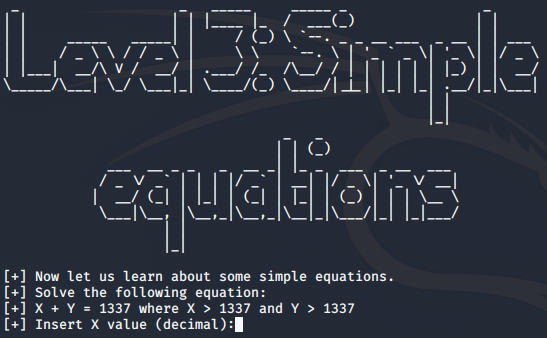 Level 3: Simple
equations
[+] Now let us learn about some simple equations.
[+] Solve the following equation:
[+] X + Y = 1337 where X > 1337 and Y > 1337
[+] Insert X value (decimal):